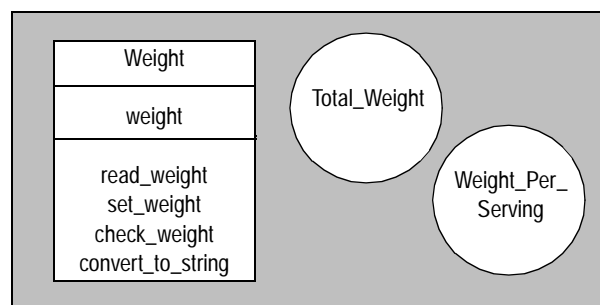 Weight
weight
read_weight
set_weight
check_weight
convert_to_string
Total_Weight
Weight_Per_
Serving